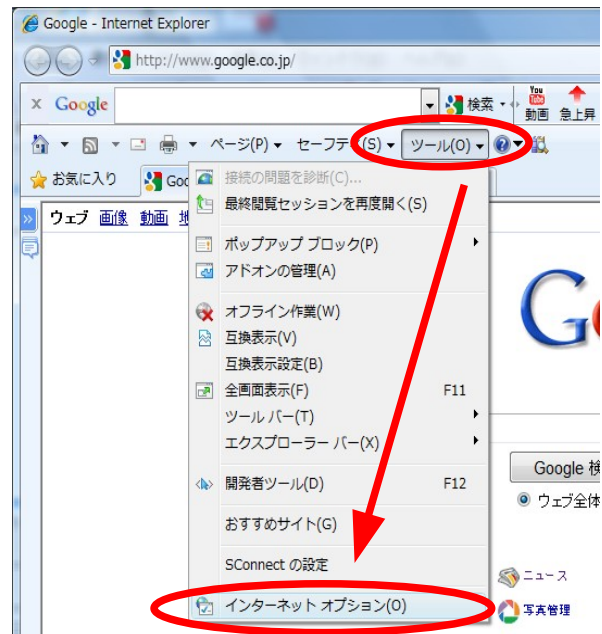 Google - Internet Explorer
http://www.google.co.jp/
x Google 検索 You Tube 動画 急上昇
ページ(P) セーフテ (S) ツール(O)
お気に入り Goo
ウェブ 画像 動画
接続の問題を診断(C)...
最終閲覧セッションを再度開く(S)
ポップアップ ブロック(P)
アドオンの管理(A)
オフライン作業(W)
互換表示(V)
互換表示設定(B)
全画面表示(F) F11
ツール バー(T)
エクスプローラー バー(X)
開発者ツール(D) F12
おすすめサイト(G)
SConnect の設定
インターネット オプション(O)
Go
Google 検
ウェブ全体
ニュース
写真管理